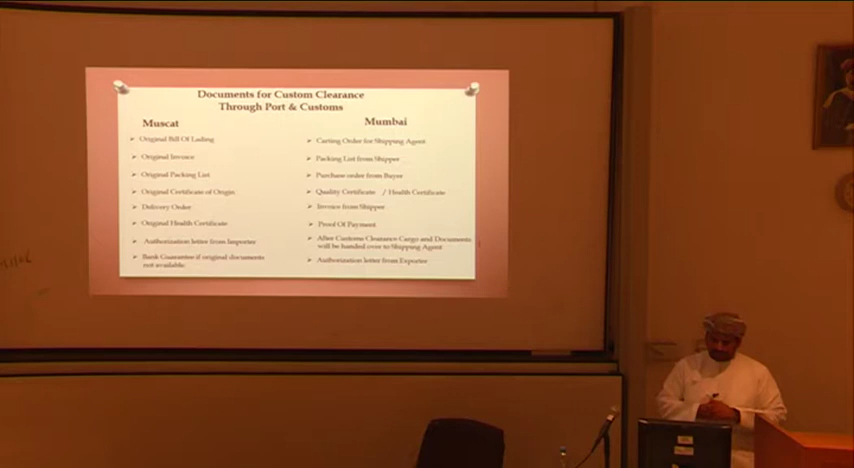 Documents for Custom Clearance
Through Port & Customs
Muscat
➢ Original Bill Of Lading
➢ Original Invoice
➢ Original Packing List
➢ Original Certificate of Origin
➢ Delivery Order
➢ Original Health Certificate
➢ Authorization letter from Importer
➢ Bank Guarantee if original documents
not available.
Mumbai
➢ Carting Order for Shipping Agent
➢ Packing List from Shipper
➢ Purchase order from Buyer
➢ Quality Certificate / Health Certificate
➢ Invoice from Shipper
➢ Proof Of Payment
➢ After Customs Clearance Cargo and Documents
will be handed over to Shipping Agent
➢ Authorization letter from Exporter